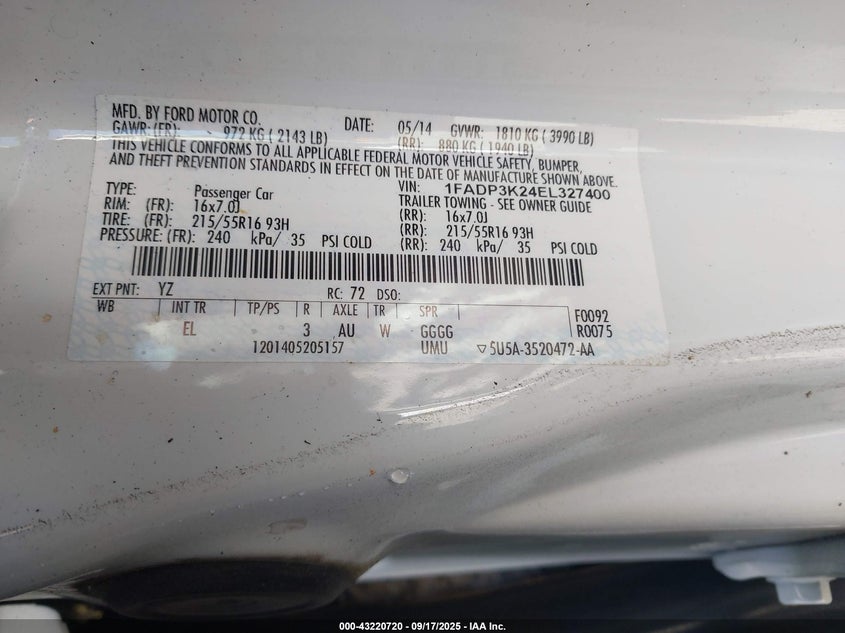 MFD. BY FORD MOTOR CO. DATE: 05/14 GVWR: 1810 KG ( 3990 LB)
GAWR: (FR): 972 KG ( 2143 LB) (RR): 880 KG ( 1940 LB)
THIS VEHICLE CONFORMS TO ALL APPLICABLE FEDERAL MOTOR VEHICLE SAFETY, BUMPER,
AND THEFT PREVENTION STANDARDS IN EFFECT ON THE DATE OF MANUFACTURE SHOWN ABOVE.
VIN: 1FADP3K24EL327400
TYPE: Passenger Car TRAILER TOWING - SEE OWNER GUIDE
RIM: (FR): 16x7.0J (RR): 16x7.0J
TIRE: (FR): 215/55R16 93H (RR): 215/55R16 93H
PRESSURE: (FR): 240 kPa/ 35 PSI COLD (RR): 240 kPa/ 35 PSI COLD
EXT PNT: YZ RC: 72 DSO:
WB INT TR TP/PS R AXLE TR SPR F0092
EL 3 AU W GGGG R0075
1201405205157 UMU ▽5U5A-3520472-AA
000-43220720 - 09/17/2025 - IAA Inc.